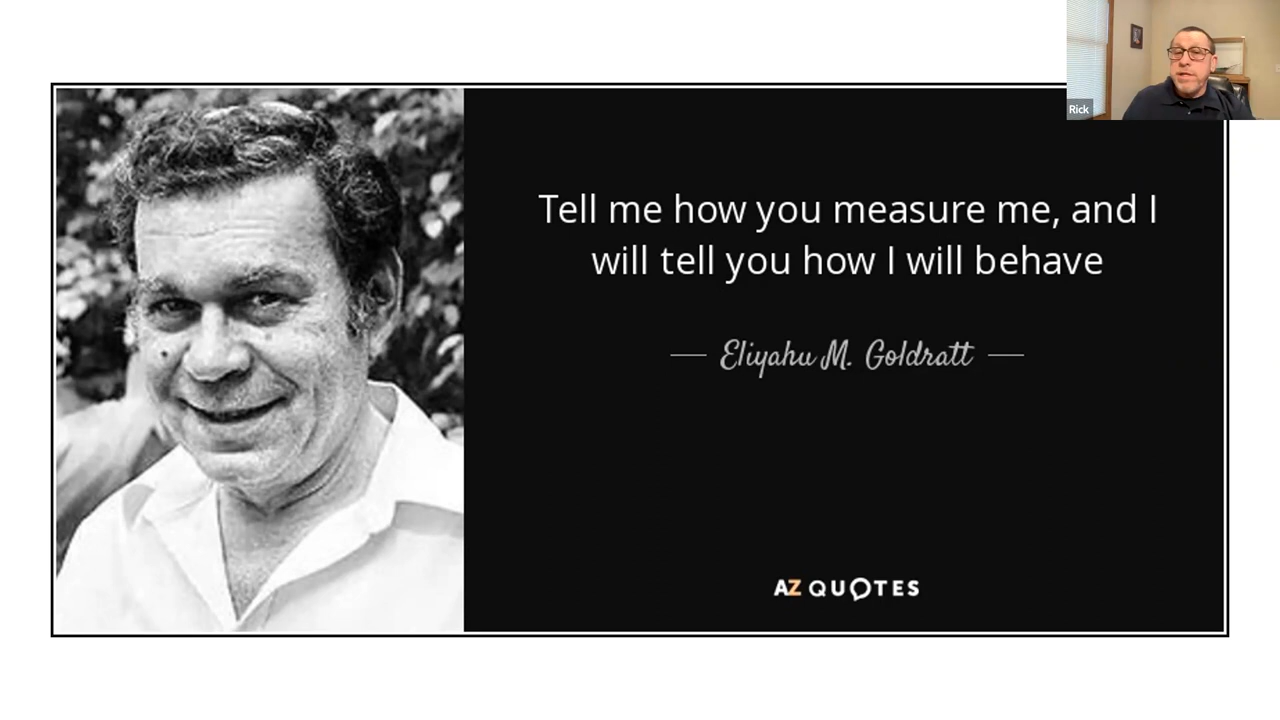 Rick
Tell me how you measure me, and I
will tell you how I will behave
Eliyahu M. Goldratt
AZ QUOTES